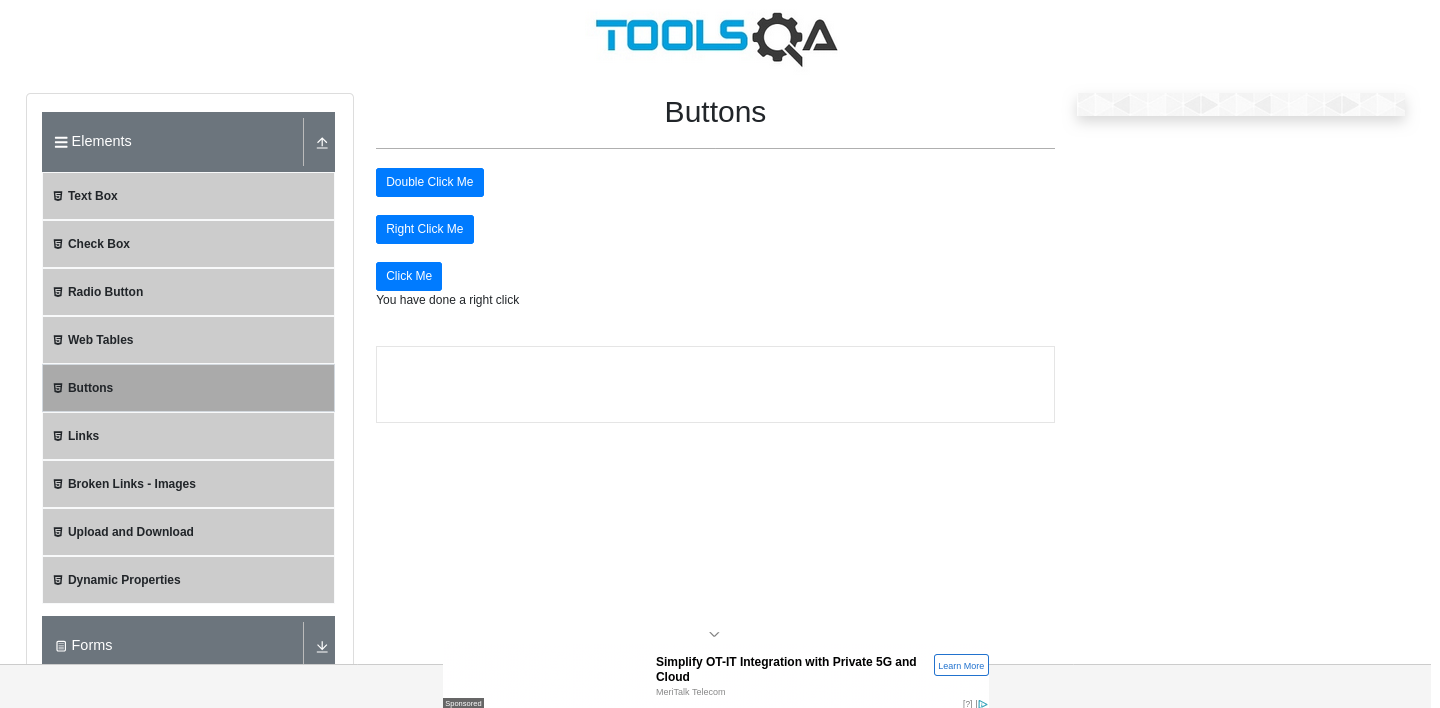 TOOLSQA
Elements
Text Box
Check Box
Radio Button
Web Tables
Buttons
Links
Broken Links - Images
Upload and Download
Dynamic Properties
Forms
Buttons
Double Click Me
Right Click Me
Click Me
You have done a right click
Simplify OT-IT Integration with Private 5G and
Cloud
MeriTalk Telecom
Learn More
Sponsored
[?]